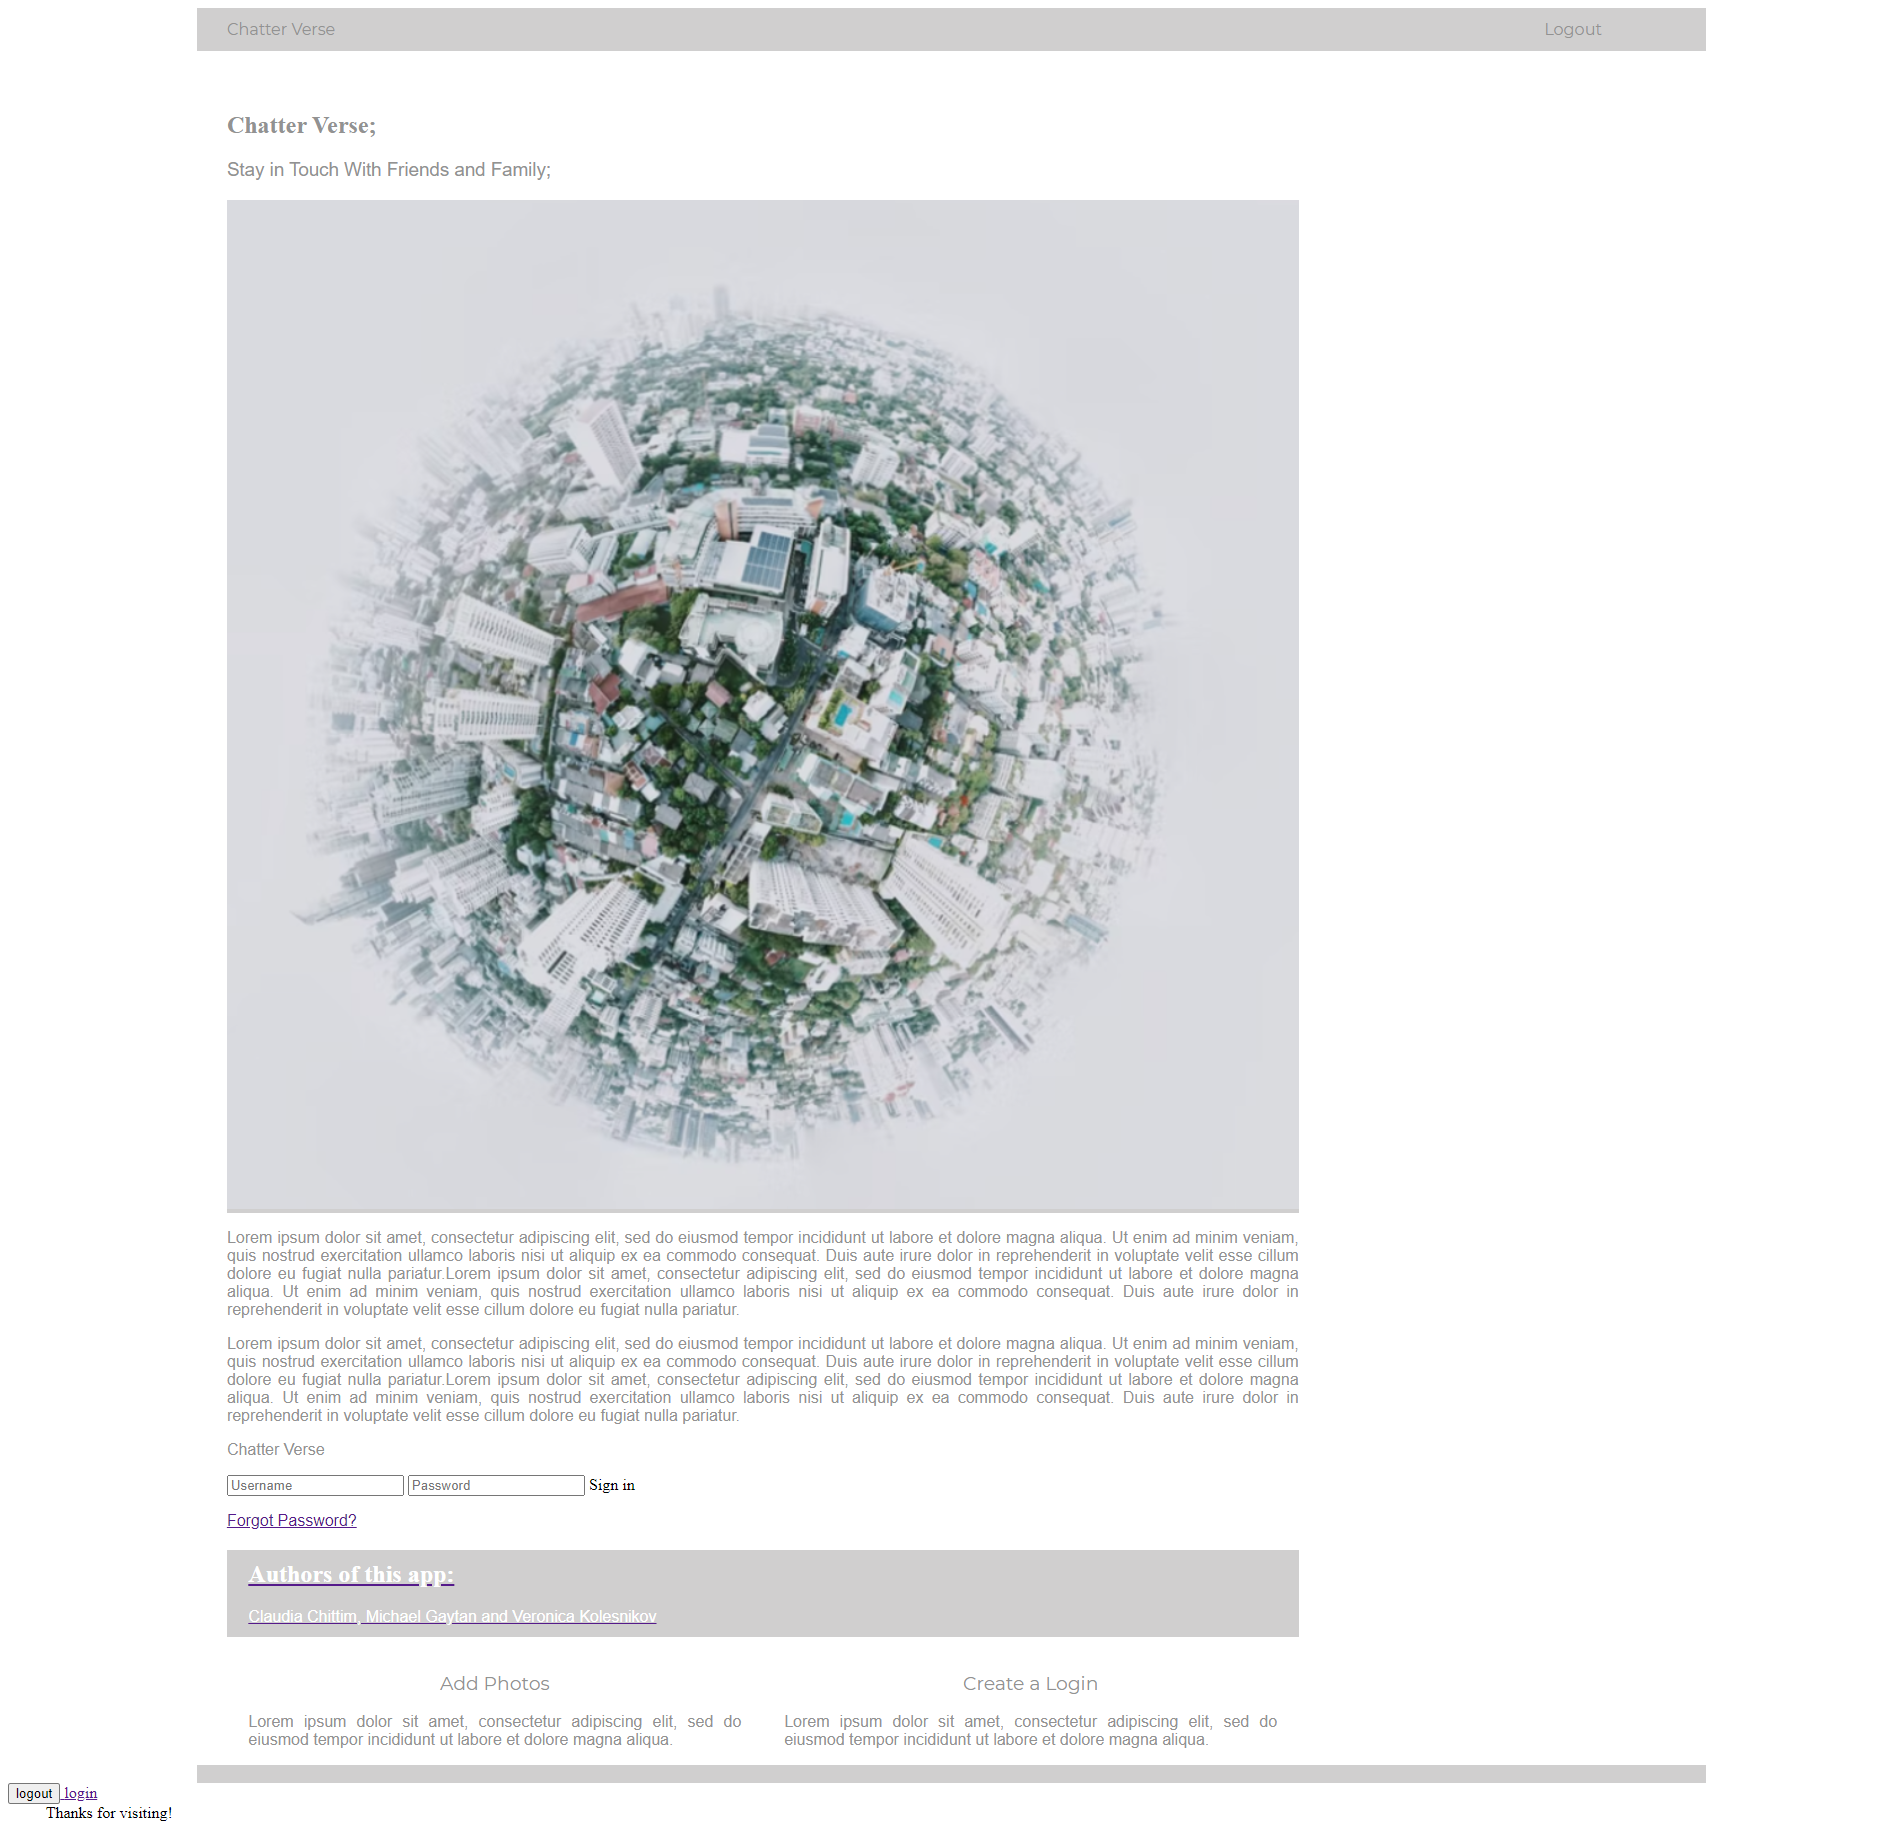 Chatter Verse
Logout
Chatter Verse;
Stay in Touch With Friends and Family;
Lorem ipsum dolor sit amet, consectetur adipiscing elit, sed do eiusmod tempor incididunt ut labore et dolore magna aliqua. Ut enim ad minim veniam,
quis nostrud exercitation ullamco laboris nisi ut aliquip ex ea commodo consequat. Duis aute irure dolor in reprehenderit in voluptate velit esse cillum
dolore eu fugiat nulla pariatur.Lorem ipsum dolor sit amet, consectetur adipiscing elit, sed do eiusmod tempor incididunt ut labore et dolore magna
aliqua. Ut enim ad minim veniam, quis nostrud exercitation ullamco laboris nisi ut aliquip ex ea commodo consequat. Duis aute irure dolor in
reprehenderit in voluptate velit esse cillum dolore eu fugiat nulla pariatur.
Lorem ipsum dolor sit amet, consectetur adipiscing elit, sed do eiusmod tempor incididunt ut labore et dolore magna aliqua. Ut enim ad minim veniam,
quis nostrud exercitation ullamco laboris nisi ut aliquip ex ea commodo consequat. Duis aute irure dolor in reprehenderit in voluptate velit esse cillum
dolore eu fugiat nulla pariatur.Lorem ipsum dolor sit amet, consectetur adipiscing elit, sed do eiusmod tempor incididunt ut labore et dolore magna
aliqua. Ut enim ad minim veniam, quis nostrud exercitation ullamco laboris nisi ut aliquip ex ea commodo consequat. Duis aute irure dolor in
reprehenderit in voluptate velit esse cillum dolore eu fugiat nulla pariatur.
Chatter Verse
Username Password Sign in
Forgot Password?
Authors of this app:
Claudia Chittim, Michael Gaytan and Veronica Kolesnikov
Add Photos
Lorem ipsum dolor sit amet, consectetur adipiscing elit, sed do
eiusmod tempor incididunt ut labore et dolore magna aliqua.
Create a Login
Lorem ipsum dolor sit amet, consectetur adipiscing elit, sed do
eiusmod tempor incididunt ut labore et dolore magna aliqua.
logout login
Thanks for visiting!